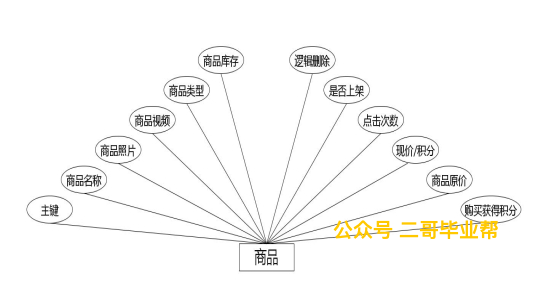 商品库存
逻辑删除
商品类型
是否上架
商品视频
点击次数
商品照片
现价/积分
商品名称
商品原价
主键
购买获得积分
公众号 二哥毕业帮
商品